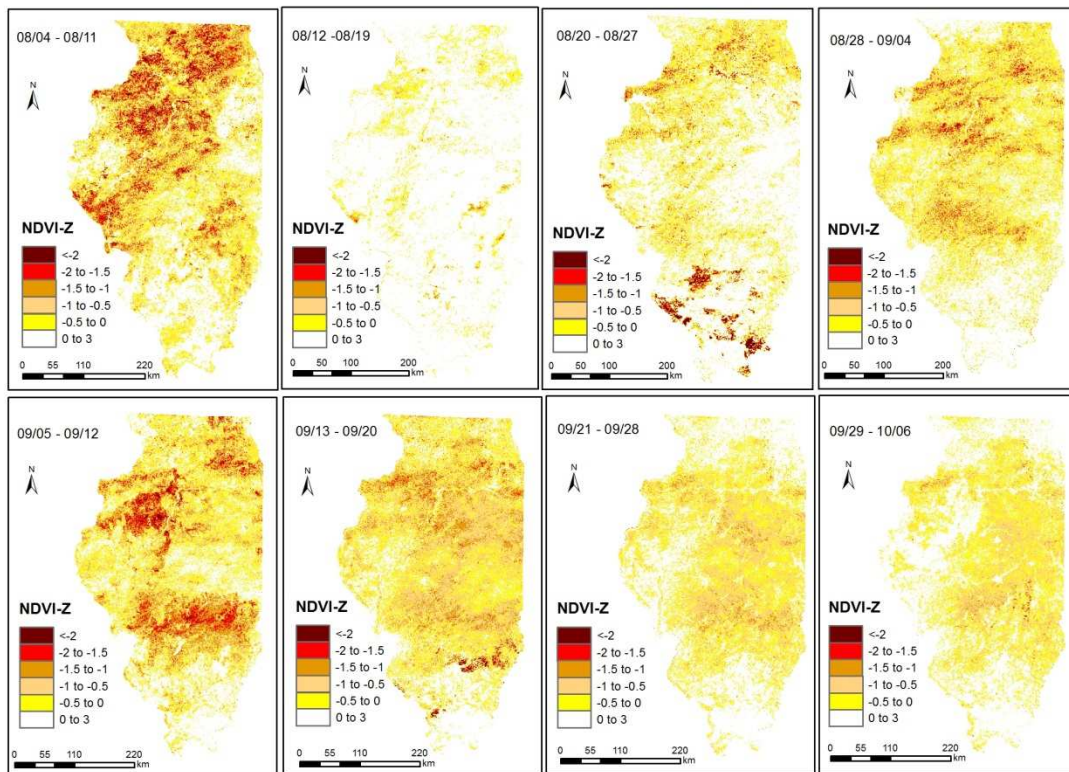 08/04 - 08/11
N
NDVI-Z
<-2
-2 to -1.5
-1.5 to -1
-1 to -0.5
-0.5 to 0
0 to 3
0 55 110 220
km
08/12 -08/19
N
NDVI-Z
<-2
-2 to -1.5
-1.5 to -1
-1 to -0.5
-0.5 to 0
0 to 3
0 50 100 200
km
08/20 - 08/27
N
NDVI-Z
<-2
-2 to -1.5
-1.5 to -1
-1 to -0.5
-0.5 to 0
0 to 3
0 50 100 200
km
08/28 - 09/04
N
NDVI-Z
<-2
-2 to -1.5
-1.5 to -1
-1 to -0.5
-0.5 to 0
0 to 3
0 50 100 200
km
09/05 - 09/12
N
NDVI-Z
<-2
-2 to -1.5
-1.5 to -1
-1 to -0.5
-0.5 to 0
0 to 3
0 55 110 220
km
09/13 - 09/20
N
NDVI-Z
<-2
-2 to -1.5
-1.5 to -1
-1 to -0.5
-0.5 to 0
0 to 3
0 55 110 220
km
09/21 - 09/28
N
NDVI-Z
<-2
-2 to -1.5
-1.5 to -1
-1 to -0.5
-0.5 to 0
0 to 3
0 55 110 220
km
09/29 - 10/06
N
NDVI-Z
<-2
-2 to -1.5
-1.5 to -1
-1 to -0.5
-0.5 to 0
0 to 3
0 55 110 220
km